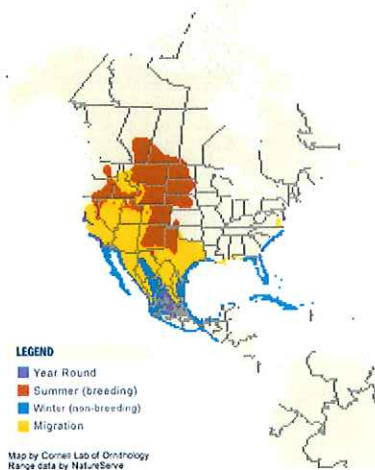 LEGEND
Year Round
Summer (breeding)
Winter (non-breeding)
Migration
Map by Cornell Lab of Ornithology
Range data by NatureServe